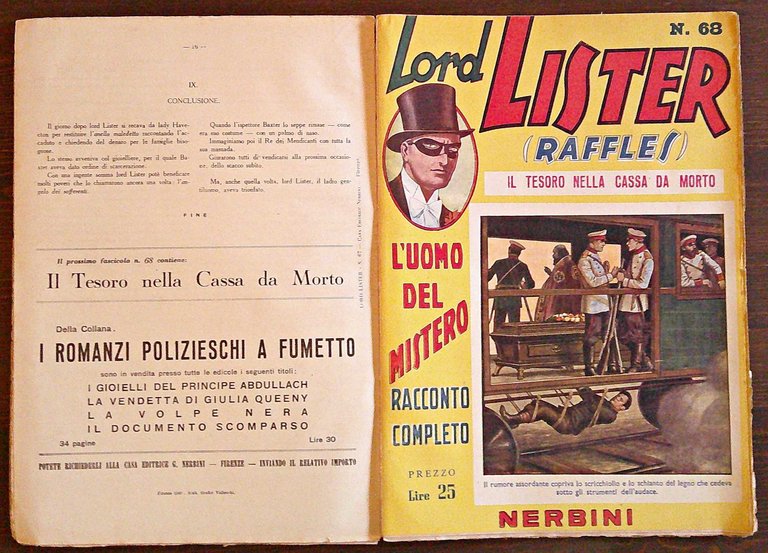 — 16 —
IX.
CONCLUSIONE.
Il giorno dopo lord Lister si recava da lady Have-
cton per restituire l'anello maledetto raccontando l'ac-
caduto e chiedendo del denaro per le famiglie biso-
gnose.
Lo stesso avveniva col gioielliere, per il quale Ba-
xter aveva dato ordine di scarcerazione.
Con una ingente somma lord Lister poté beneficare
molti poveri che lo chiamarono ancora una volta: l'an-
gelo dei sofferenti.
Quando l'ispettore Baxter lo seppe rimase — come
era suo costume — con un palmo di naso.
Immaginiamo poi il Re dei Mendicanti con tutta la
sua masnada.
Giurarono tutti di vendicarsi alla prossima occasio-
ne, dello smacco subito.
Ma, anche quella volta, lord Lister, il ladro gen-
tiluomo, aveva trionfato.
FINE
Il prossimo fascicolo n. 68 contiene:
Il Tesoro nella Cassa da Morto
Della Collana:
I ROMANZI POLIZIESCHI A FUMETTO
sono in vendita presso tutte le edicole i seguenti titoli:
I GIOIELLI DEL PRINCIPE ABDULLACH
LA VENDETTA DI GIULIA QUEENY
LA VOLPE NERA
IL DOCUMENTO SCOMPARSO
34 pagine Lire 30
POTETE RICHIEDERLI ALLA CASA EDITRICE G. NERBINI — FIRENZE — INVIANDO IL RELATIVO IMPORTO
LORD LISTER - N. 67 - Casa Editrice Nerbini - Firenze
N. 68
Lord
LISTER
(RAFFLES)
IL TESORO NELLA CASSA DA MORTO
L'UOMO
DEL
MISTERO
RACCONTO
COMPLETO
PREZZO
Lire 25
Il rumore assordante copriva lo scricchiolio e lo schianto del legno che cedeva
sotto gli strumenti dell'audace.
NERBINI